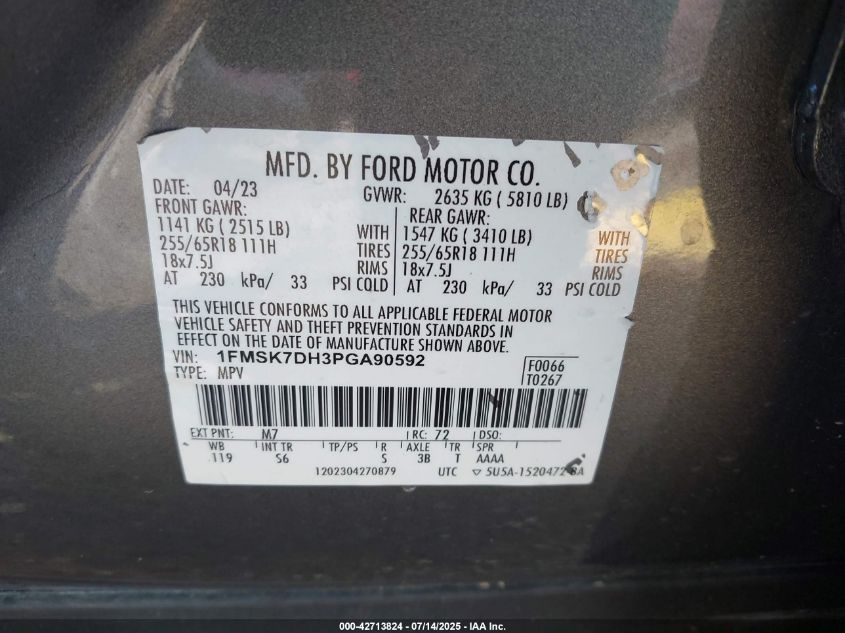 MFD. BY FORD MOTOR CO.
DATE: 04/23 GVWR: 2635 KG ( 5810 LB)
FRONT GAWR: REAR GAWR:
1141 KG ( 2515 LB) WITH 1547 KG ( 3410 LB) WITH
255/65R18 111H TIRES 255/65R18 111H TIRES
18x7.5J RIMS 18x7.5J RIMS
AT 230 kPa/ 33 PSI COLD AT 230 kPa/ 33 PSI COLD
THIS VEHICLE CONFORMS TO ALL APPLICABLE FEDERAL MOTOR
VEHICLE SAFETY AND THEFT PREVENTION STANDARDS IN
EFFECT ON THE DATE OF MANUFACTURE SHOWN ABOVE.
VIN: 1FMSK7DH3PGA90592 F0066
TYPE: MPV T0267
EXT PNT: M7 RC: 72 DSO:
WB INT TR TP/PS R AXLE TR SPR
119 S6 S 3B T AAAA
1202304270879 UTC ▽ 5U5A-1520472-BA
000-42713824 | 07/14/2025 | IAA Inc.